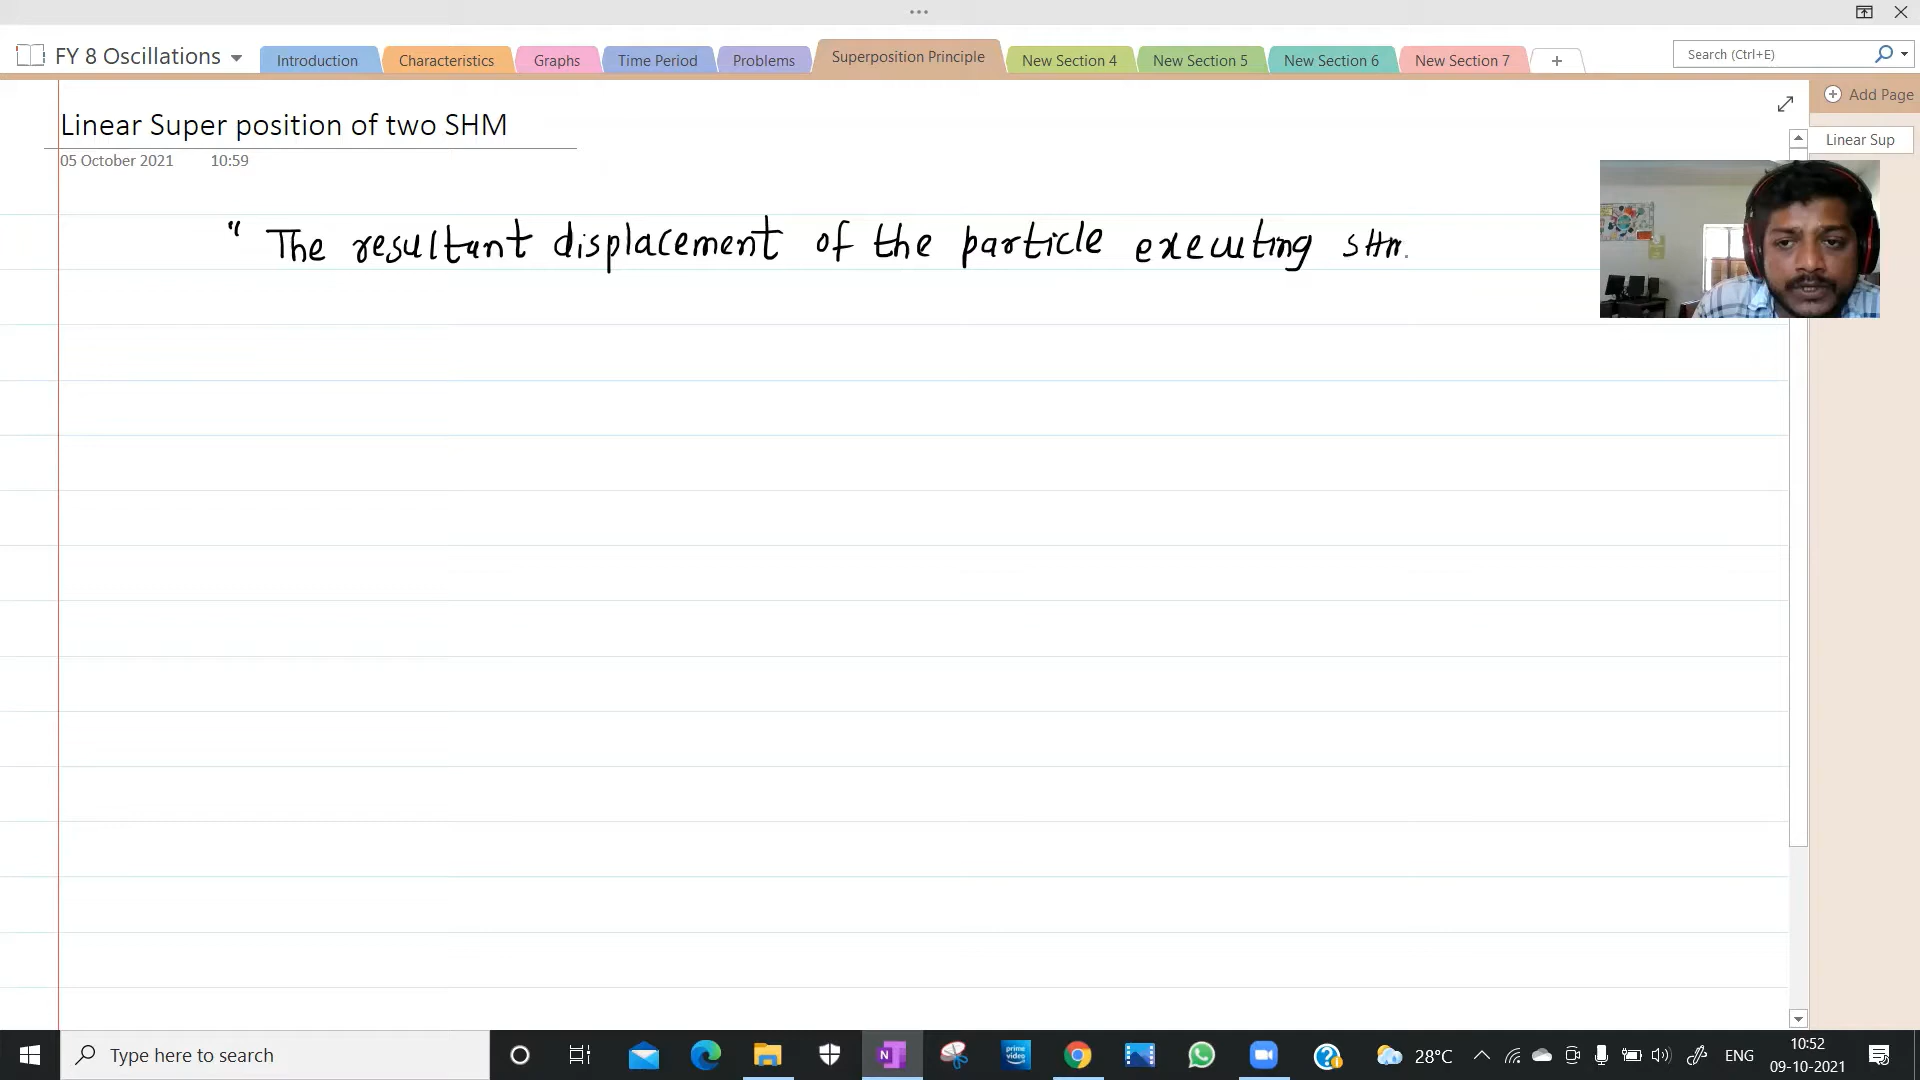 FY 8 Oscillations
Introduction
Characteristics
Graphs
Time Period
Problems
Superposition Principle
New Section 4
New Section 5
New Section 6
New Section 7
Search (Ctrl+E)
Add Page
Linear Super position of two SHM
Linear Sup
05 October 2021 10:59
" The resultant displacement of the particle executing SHM.
Type here to search
prime video
28°C
ENG
10:52
09-10-2021